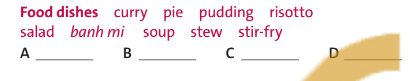 Food dishes curry pie pudding risotto
salad banh mi soup stew stir-fry
A ________ B ________ C ________ D ________